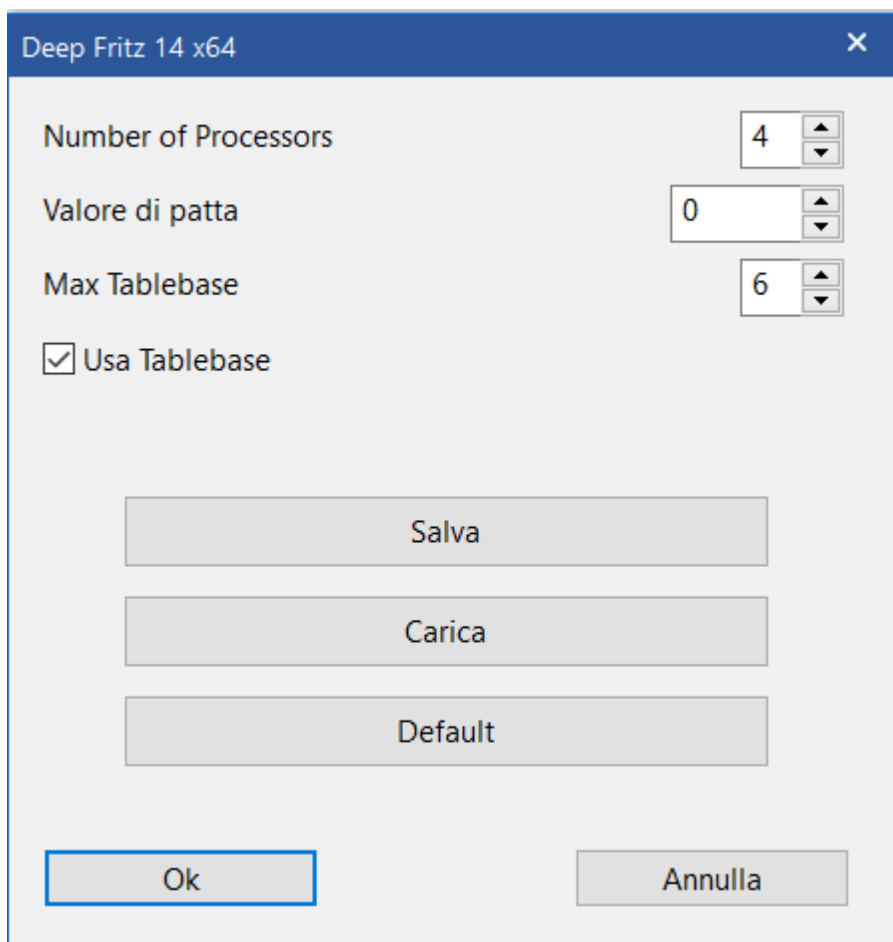 Deep Fritz 14 x64
Number of Processors 4
Valore di patta 0
Max Tablebase 6
Usa Tablebase
Salva
Carica
Default
Ok Annulla